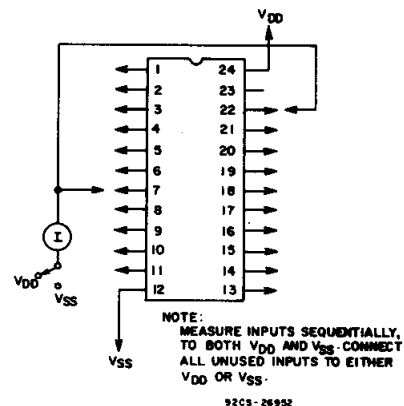 VDD
1 24
2 23
3 22
4 21
5 20
6 19
7 18
8 17
9 16
10 15
11 14
12 13
I
VDD
VSS
VSS
NOTE:
MEASURE INPUTS SEQUENTIALLY,
TO BOTH VDD AND VSS. CONNECT
ALL UNUSED INPUTS TO EITHER
VDD OR VSS.
92CS-26952